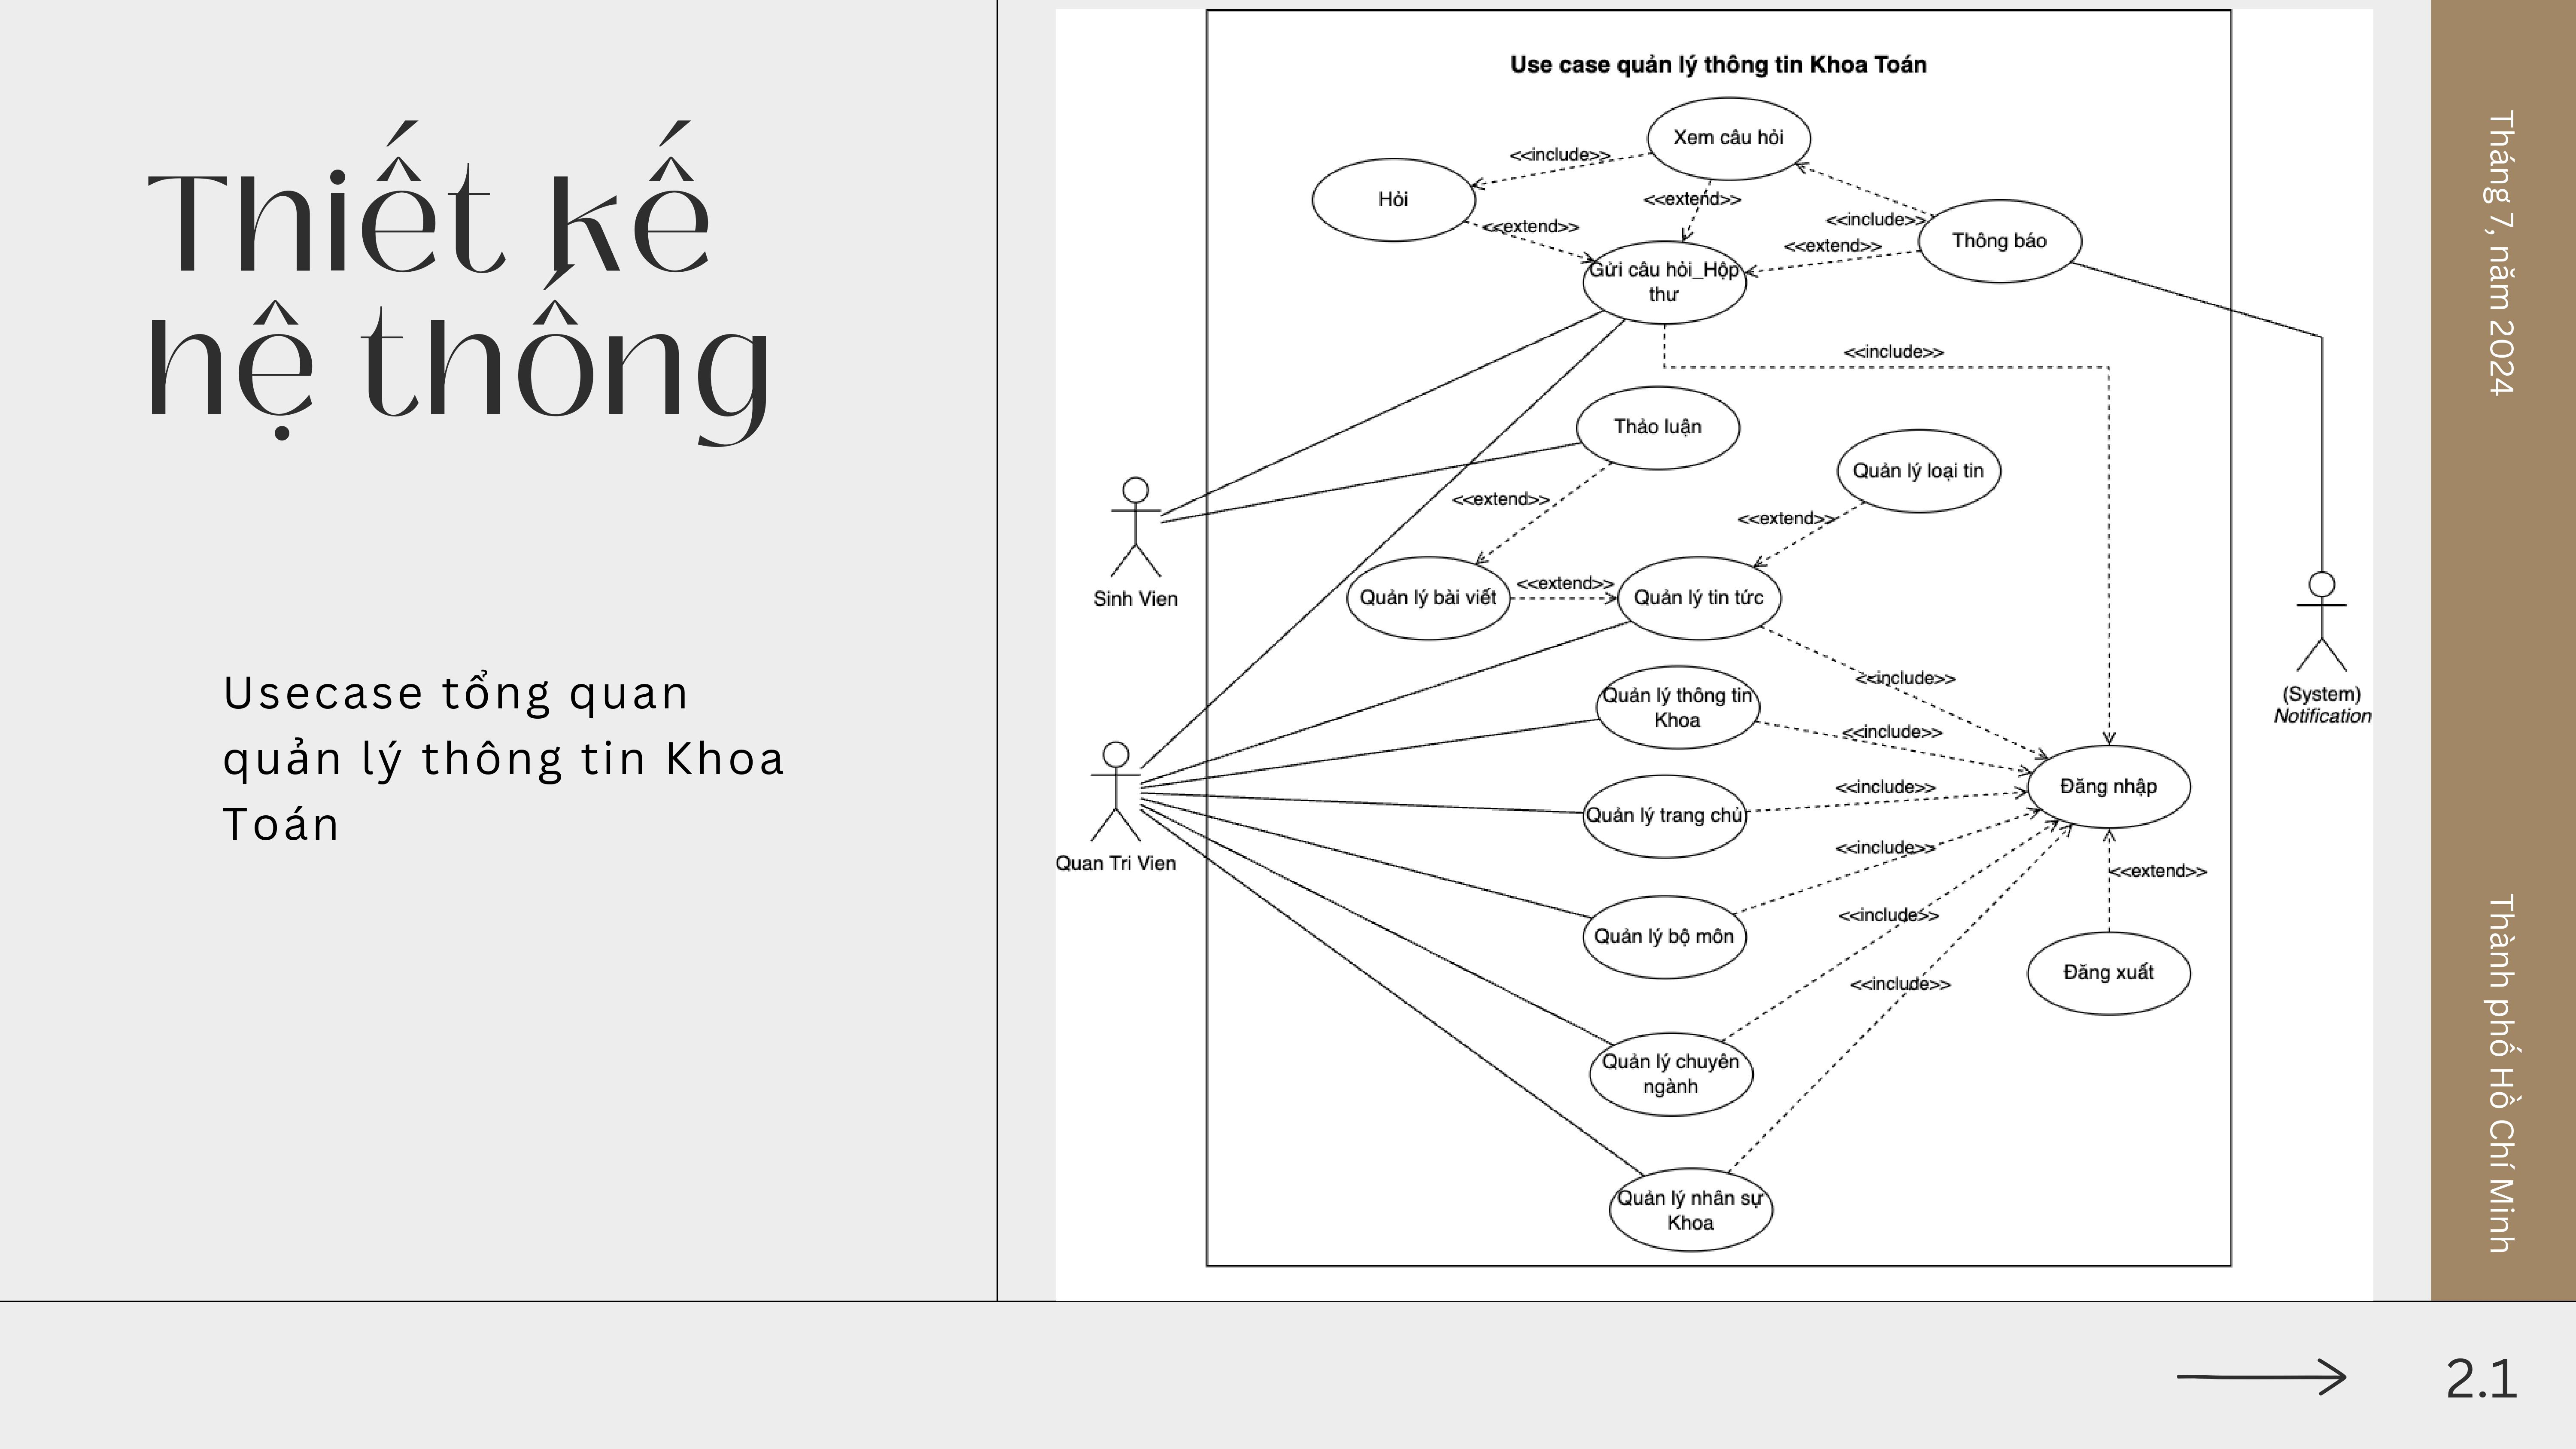 Thiết kế
hệ thống
Usecase tổng quan
quản lý thông tin Khoa
Toán
Use case quản lý thông tin Khoa Toán
Xem câu hỏi
<<include>>
Hỏi
<<extend>>
<<extend>>
<<include>>
<<extend>>
Thông báo
Gửi câu hỏi_Hộp
thư
<<include>>
Thảo luận
Quản lý loại tin
<<extend>>
<<extend>>
Sinh Vien
Quản lý bài viết
<<extend>>
Quản lý tin tức
<<include>>
Quản lý thông tin
Khoa
<<include>>
(System)
Notification
Đăng nhập
<<include>>
Quản lý trang chủ
<<include>>
Quan Tri Vien
<<extend>>
<<include>>
Quản lý bộ môn
Đăng xuất
<<include>>
Quản lý chuyên
ngành
Quản lý nhân sự
Khoa
Tháng 7, năm 2024
Thành phố Hồ Chí Minh
2.1